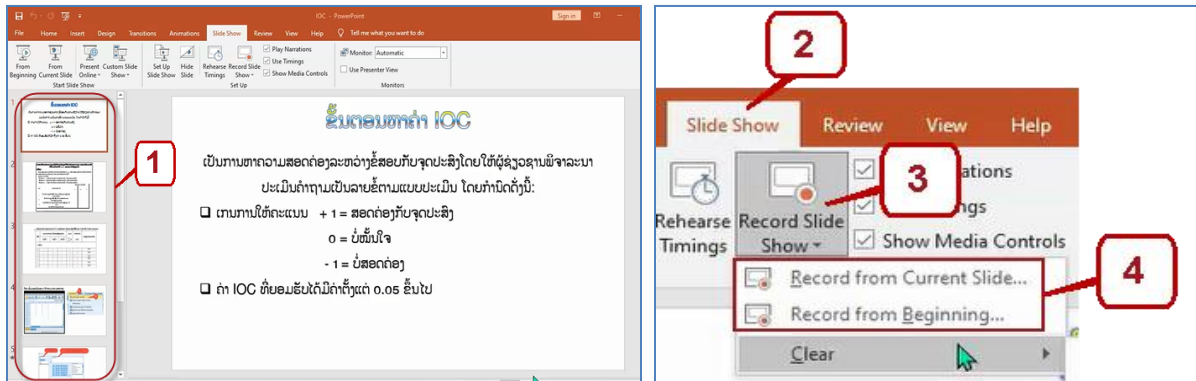 IOC - PowerPoint
Sign in
File Home Insert Design Transitions Animations Slide Show Review View Help Tell me what you want to do
From Beginning
From Current Slide
Present Online
Custom Slide Show
Set Up Slide Show
Hide Slide
Rehearse Timings
Record Slide Show
Play Narrations
Use Timings
Show Media Controls
Monitor: Automatic
Use Presenter View
Start Slide Show
Set Up
Monitors
1
2
3
4
5
1
ຂັ້ນຕອນຫາຄ່າ IOC
ເປັນການຫາຄວາມສອດຄ່ອງລະຫວ່າງຂໍ້ສອບກັບຈຸດປະສົງໂດຍໃຫ້ຜູ້ຊ່ຽວຊານພິຈາລະນາ
ປະເມີນຄຳຖາມເປັນລາຍຂໍ້ຕາມແບບປະເມີນ ໂດຍກຳນົດດັ່ງນີ້:
ເກນການໃຫ້ຄະແນນ + 1 = ສອດຄ່ອງກັບຈຸດປະສົງ
0 = ບໍ່ໝັ້ນໃຈ
- 1 = ບໍ່ສອດຄ່ອງ
ຄ່າ IOC ທີ່ຍອມຮັບໄດ້ມີຄ່າຕັ້ງແຕ່ 0.05 ຂຶ້ນໄປ
2
Slide Show Review View Help
Rehearse Timings
Record Slide Show
3
Show Media Controls
4
Record from Current Slide...
Record from Beginning...
Clear